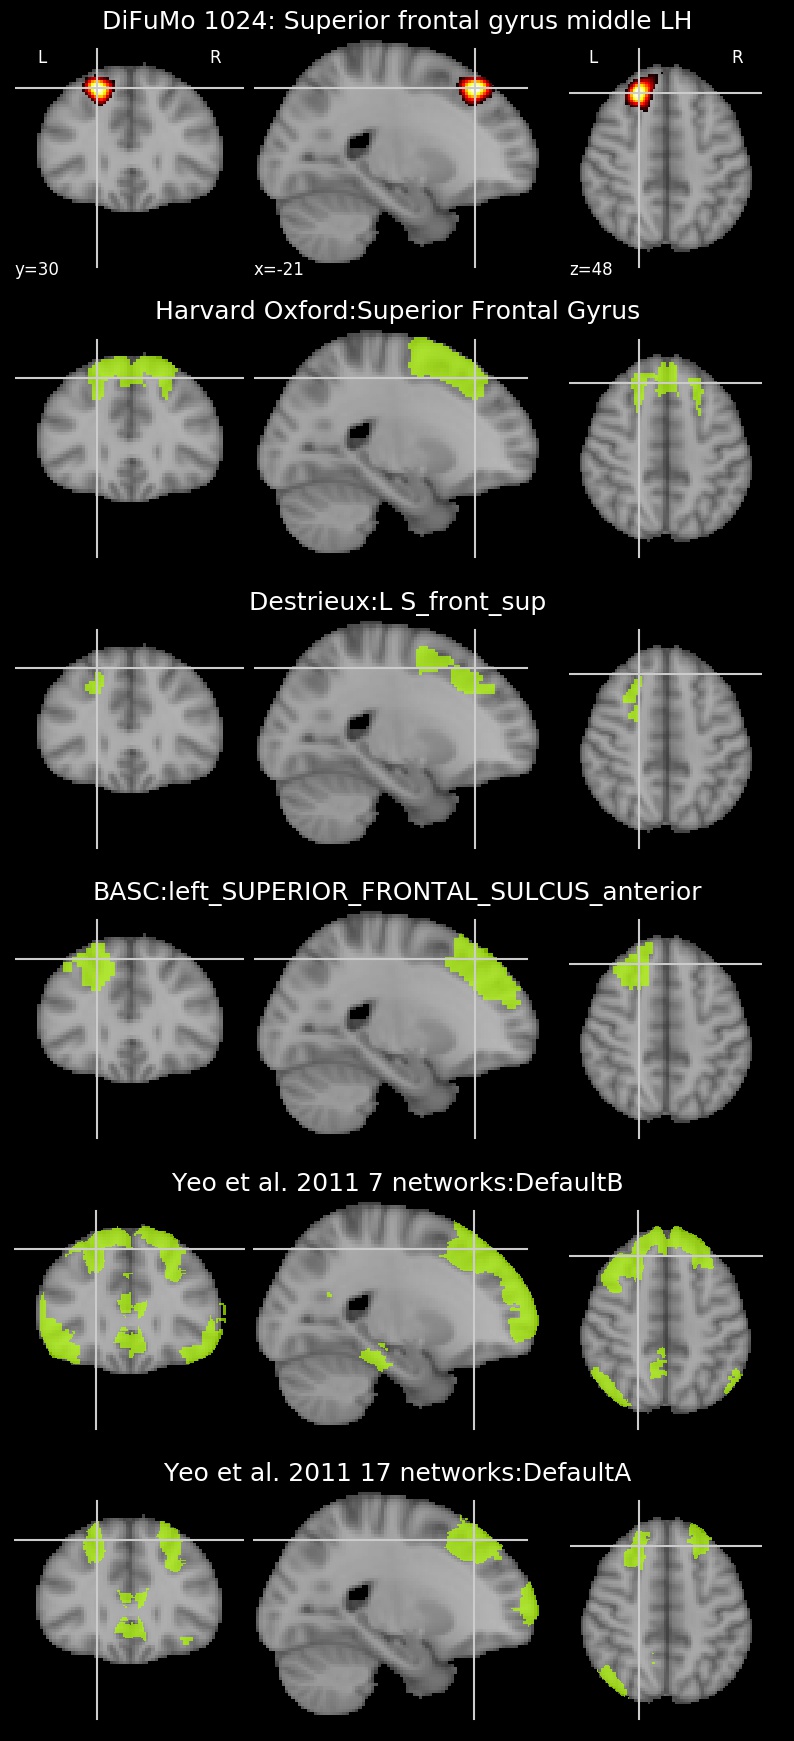 DiFuMo 1024: Superior frontal gyrus middle LH
L R L R
y=30 x=-21 z=48
Harvard Oxford:Superior Frontal Gyrus
Destrieux:L S_front_sup
BASC:left_SUPERIOR_FRONTAL_SULCUS_anterior
Yeo et al. 2011 7 networks:DefaultB
Yeo et al. 2011 17 networks:DefaultA